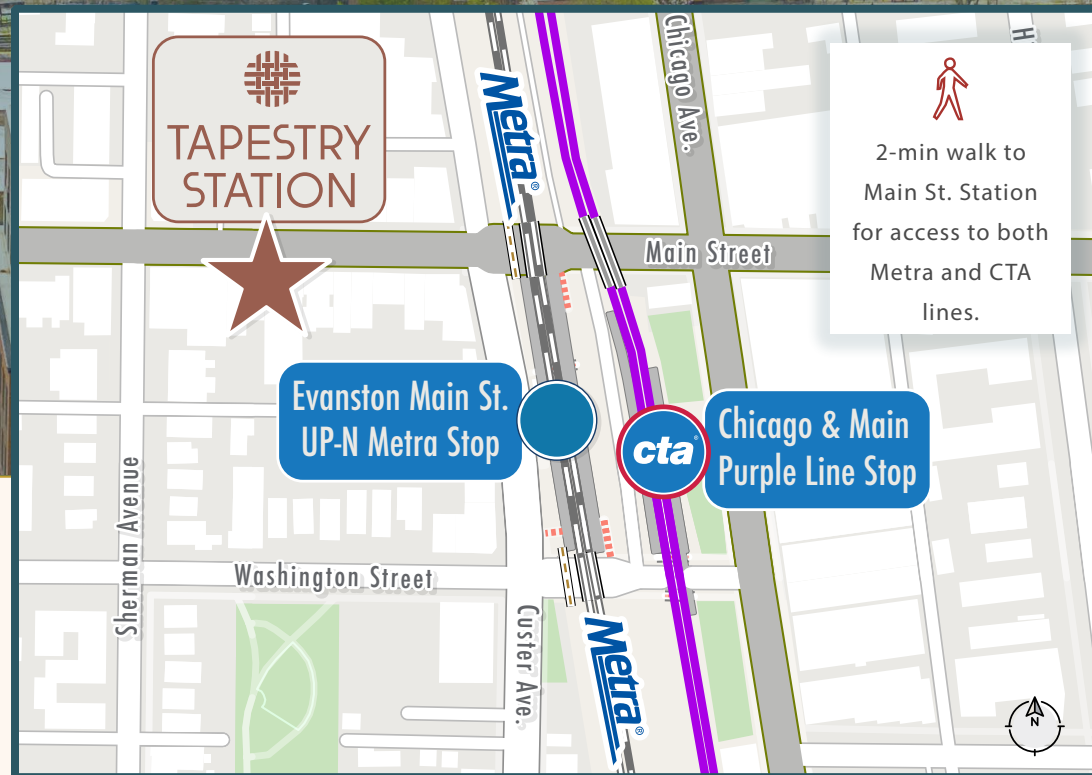 TAPESTRY
STATION
Metra®
Chicago Ave.
H
2-min walk to
Main St. Station
for access to both
Metra and CTA
lines.
Main Street
Evanston Main St.
UP-N Metra Stop
cta®
Chicago & Main
Purple Line Stop
Sherman Avenue
Washington Street
Custer Ave.
Metra®
N